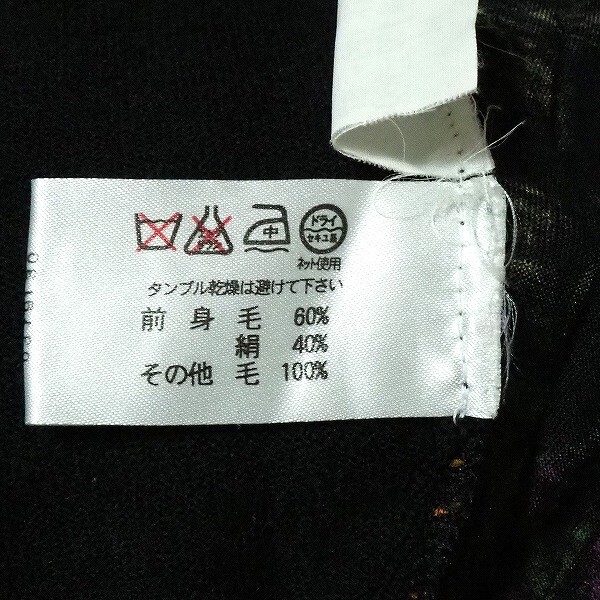 中
ドライ
セキユ系
ネット使用
タンブル乾燥は避けて下さい
前身毛 60%
絹 40%
その他 毛 100%